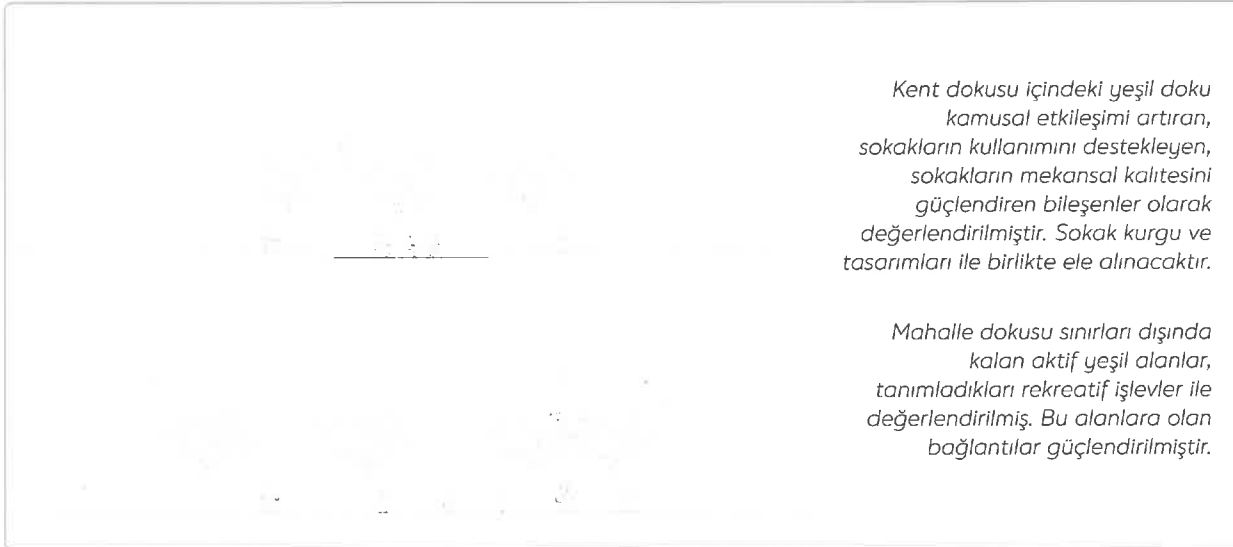 Kent dokusu içindeki yeşil doku
kamusal etkileşimi artıran,
sokakların kullanımını destekleyen,
sokakların mekansal kalitesini
güçlendiren bileşenler olarak
değerlendirilmiştir. Sokak kurgu ve
tasarımları ile birlikte ele alınacaktır.
Mahalle dokusu sınırları dışında
kalan aktif yeşil alanlar,
tanımladıkları rekreatif işlevler ile
değerlendirilmiş. Bu alanlara olan
bağlantılar güçlendirilmiştir.